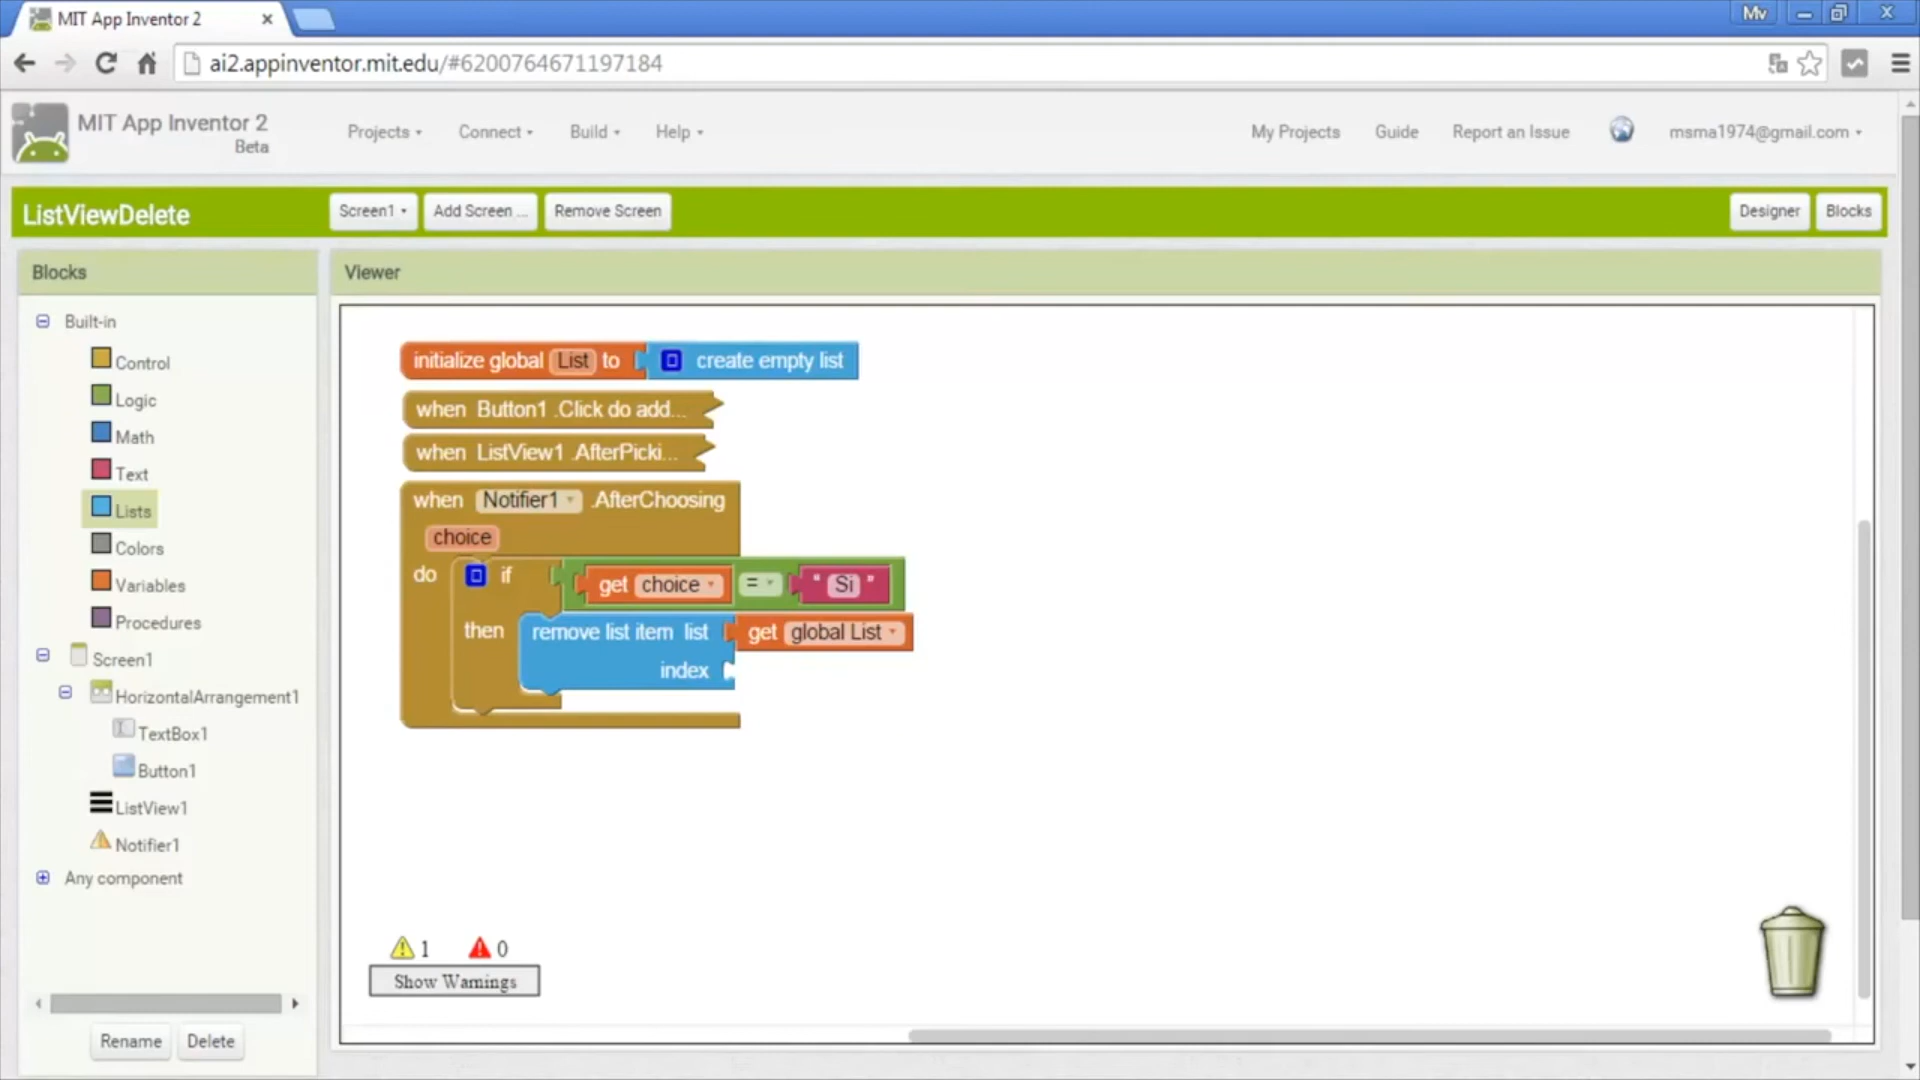 MIT App Inventor 2
Mv
ai2.appinventor.mit.edu/#6200764671197184
MIT App Inventor 2
Beta
Projects
Connect
Build
Help
My Projects
Guide
Report an Issue
msma1974@gmail.com
ListViewDelete
Screen1
Add Screen ...
Remove Screen
Designer
Blocks
Blocks
Viewer
Built-in
Control
Logic
Math
Text
Lists
Colors
Variables
Procedures
Screen1
HorizontalArrangement1
TextBox1
Button1
ListView1
Notifier1
Any component
Rename
Delete
initialize global List to create empty list
when Button1 .Click do add...
when ListView1 .AfterPicki...
when Notifier1 .AfterChoosing
choice
do if get choice = " Si "
then remove list item list get global List
index
1 0
Show Warnings